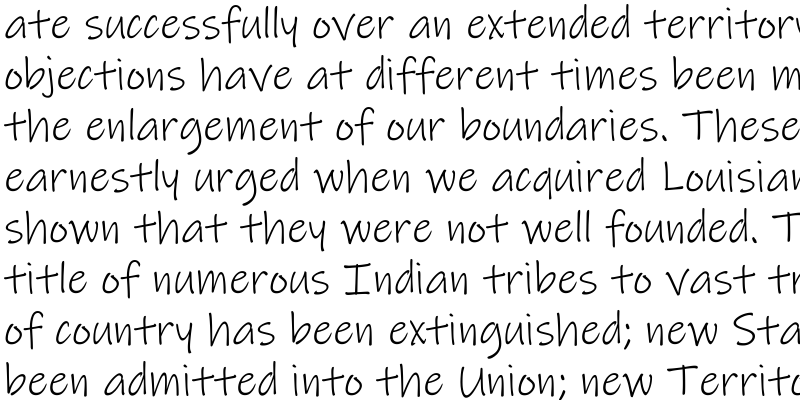 ate successfully over an extended territory
objections have at different times been m
the enlargement of our boundaries. These
earnestly urged when we acquired Louisian
shown that they were not well founded. T
title of numerous Indian tribes to vast tr
of country has been extinguished; new Sta
been admitted into the Union; new Territo